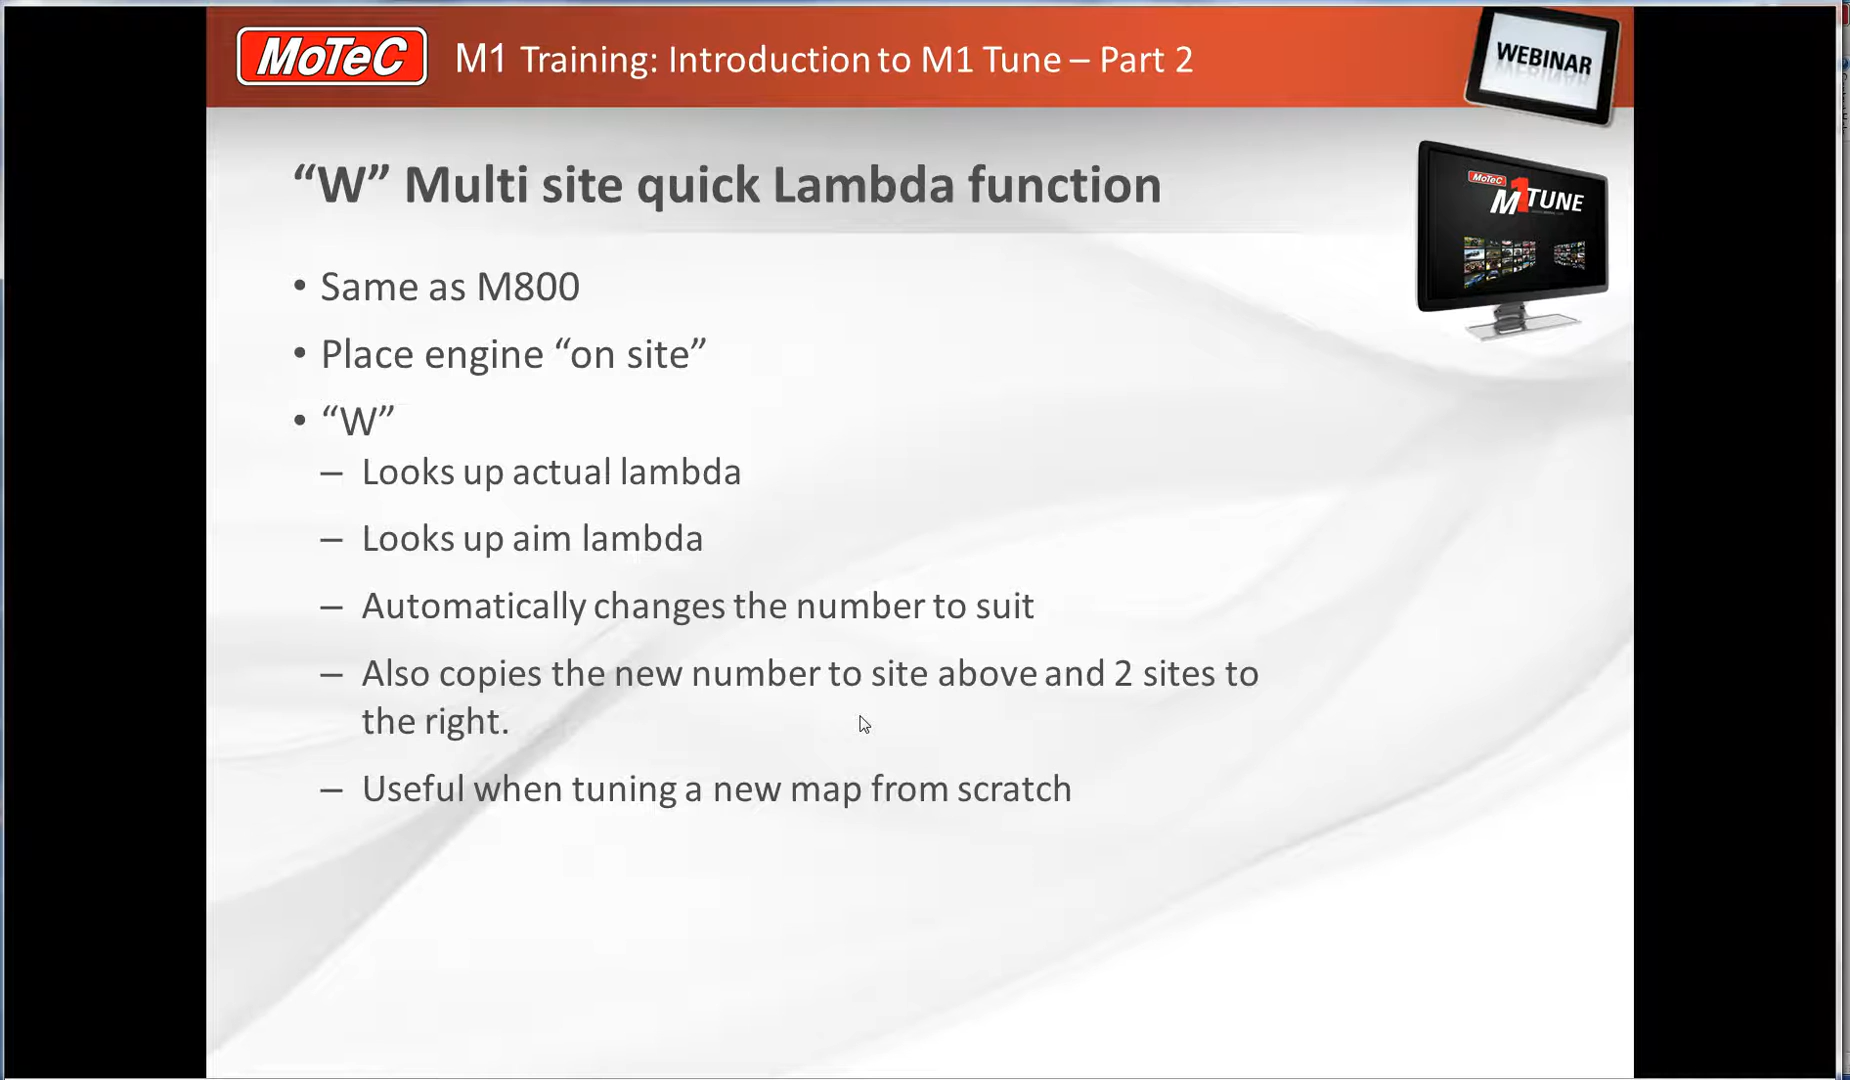 MoTeC
M1 Training: Introduction to M1 Tune – Part 2
WEBINAR
“W” Multi site quick Lambda function
MoTeC
M1TUNE
• Same as M800
• Place engine “on site”
• “W”
– Looks up actual lambda
– Looks up aim lambda
– Automatically changes the number to suit
– Also copies the new number to site above and 2 sites to
the right.
– Useful when tuning a new map from scratch